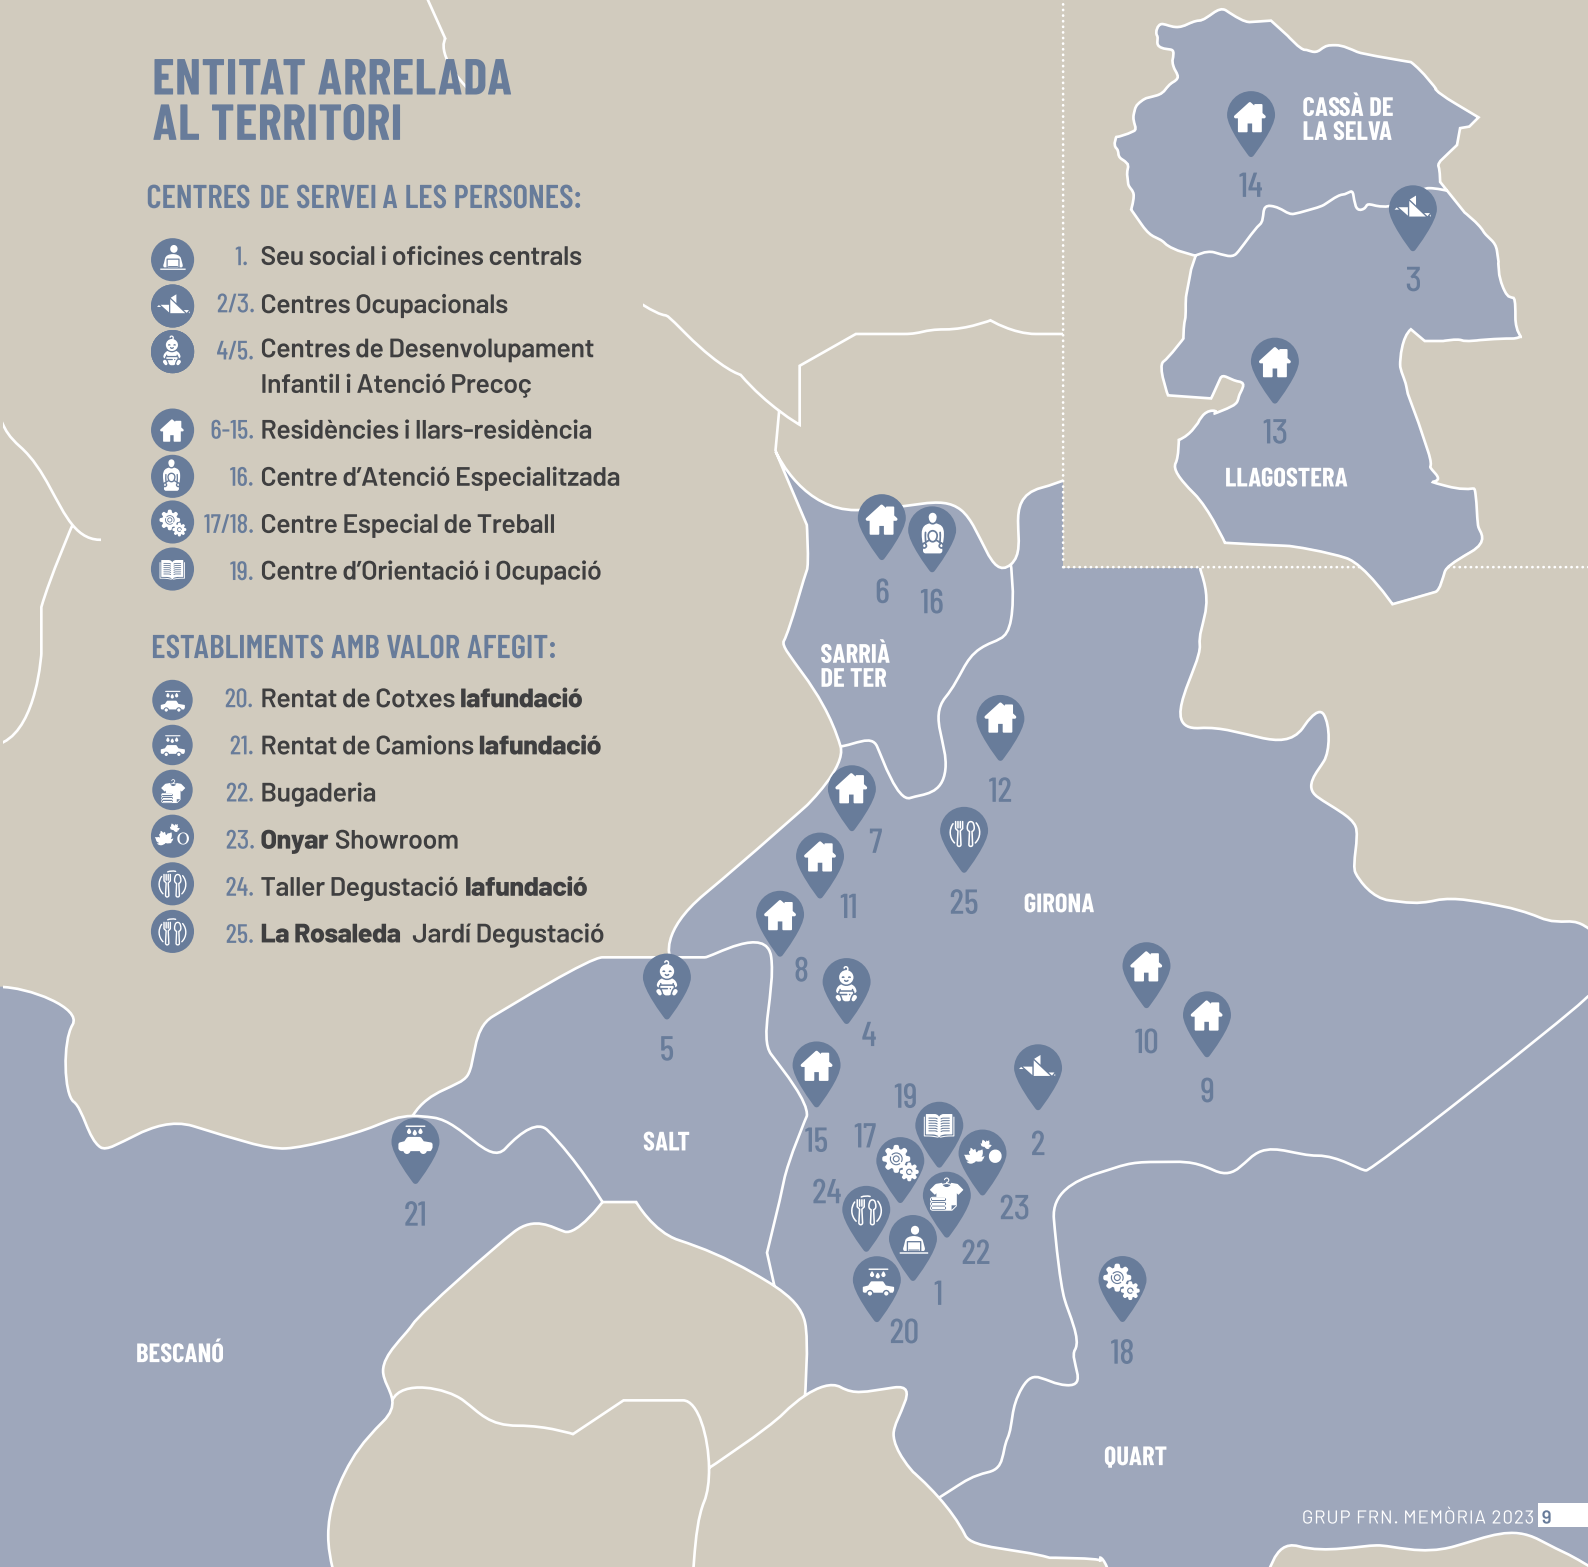 ENTITAT ARRELADA
AL TERRITORI
CENTRES DE SERVEI A LES PERSONES:
1. Seu social i oficines centrals
2/3. Centres Ocupacionals
4/5. Centres de Desenvolupament
Infantil i Atenció Precoç
6-15. Residències i llars-residència
16. Centre d’Atenció Especialitzada
17/18. Centre Especial de Treball
19. Centre d’Orientació i Ocupació
ESTABLIMENTS AMB VALOR AFEGIT:
20. Rentat de Cotxes lafundació
21. Rentat de Camions lafundació
22. Bugaderia
23. Onyar Showroom
24. Taller Degustació lafundació
25. La Rosaleda Jardí Degustació
CASSÀ DE
LA SELVA
14
3
13
LLAGOSTERA
6
16
SARRIÀ
DE TER
12
7
25
11
GIRONA
8
4
5
10
9
19
2
15
17
SALT
24
23
21
22
1
20
18
BESCANÓ
QUART
GRUP FRN. MEMÒRIA 2023 9